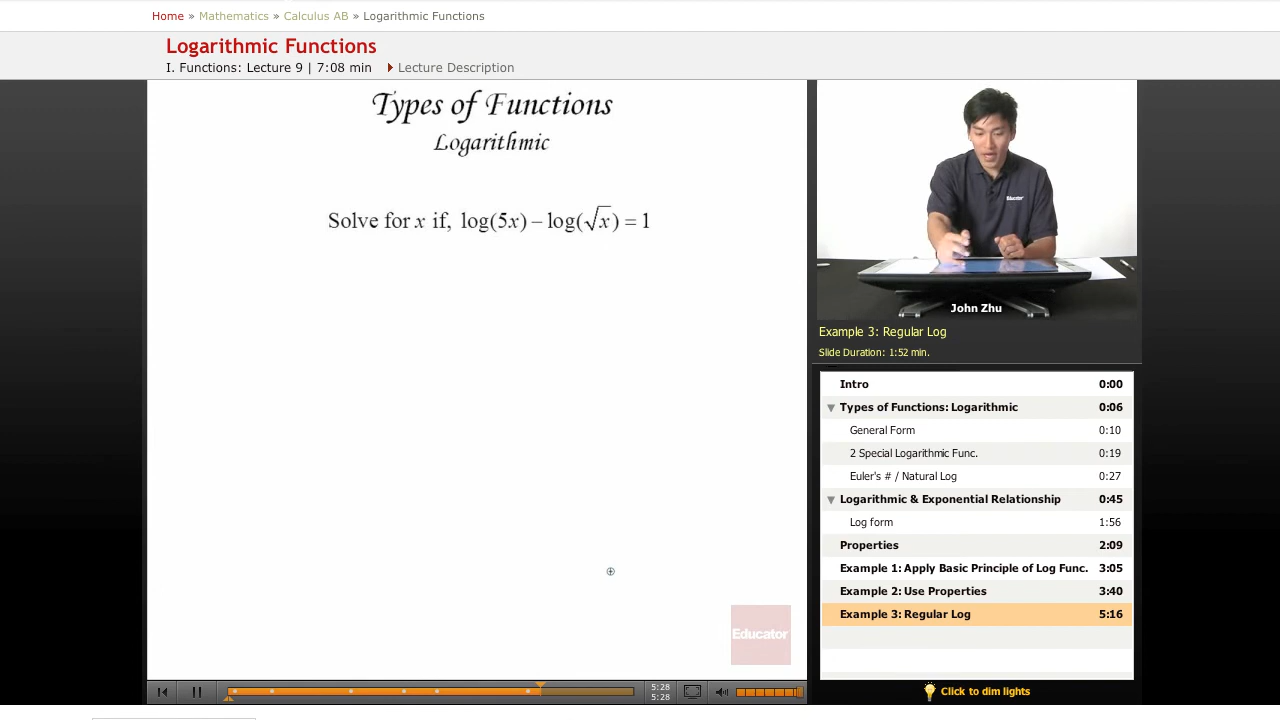 Home » Mathematics » Calculus AB » Logarithmic Functions
Logarithmic Functions
I. Functions: Lecture 9 | 7:08 min Lecture Description
Types of Functions
Logarithmic
Solve for x if, log(5x) – log(√x) = 1
Educator
Educator
John Zhu
Example 3: Regular Log
Slide Duration: 1:52 min.
Intro 0:00
Types of Functions: Logarithmic 0:06
General Form 0:10
2 Special Logarithmic Func. 0:19
Euler's # / Natural Log 0:27
Logarithmic & Exponential Relationship 0:45
Log form 1:56
Properties 2:09
Example 1: Apply Basic Principle of Log Func. 3:05
Example 2: Use Properties 3:40
Example 3: Regular Log 5:16
5:28
5:28
Click to dim lights